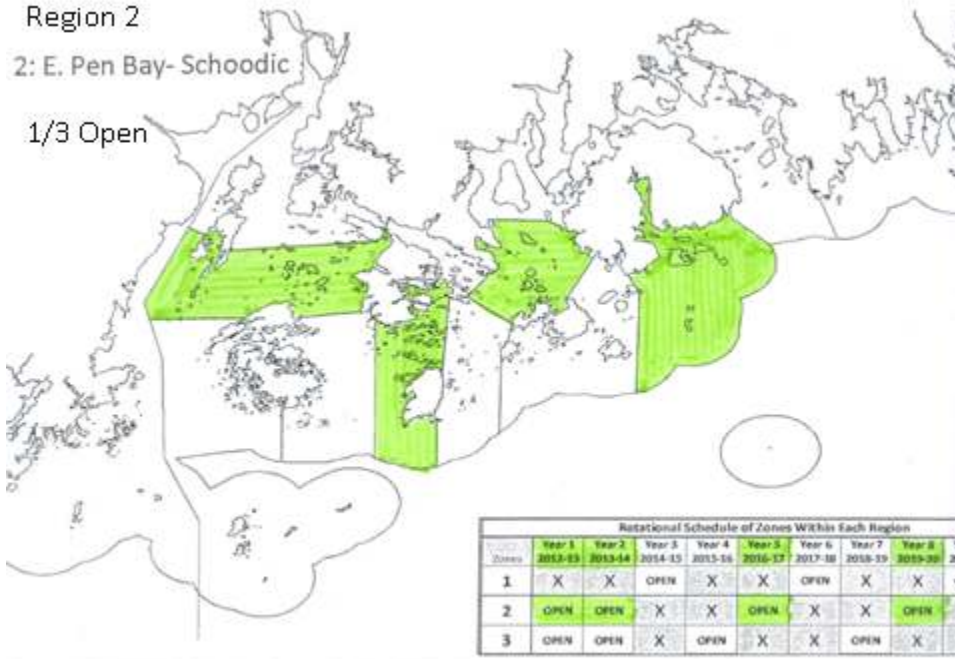 Region 2
2: E. Pen Bay- Schoodic
1/3 Open
Rotational Schedule of Zones Within Each Region
Zones Year 1 2012-13 Year 2 2013-14 Year 3 2014-15 Year 4 2015-16 Year 5 2016-17 Year 6 2017-18 Year 7 2018-19 Year 8 2019-20
1 X X OPEN X X OPEN X X
2 OPEN OPEN X X OPEN X X OPEN
3 OPEN OPEN X OPEN X X OPEN X